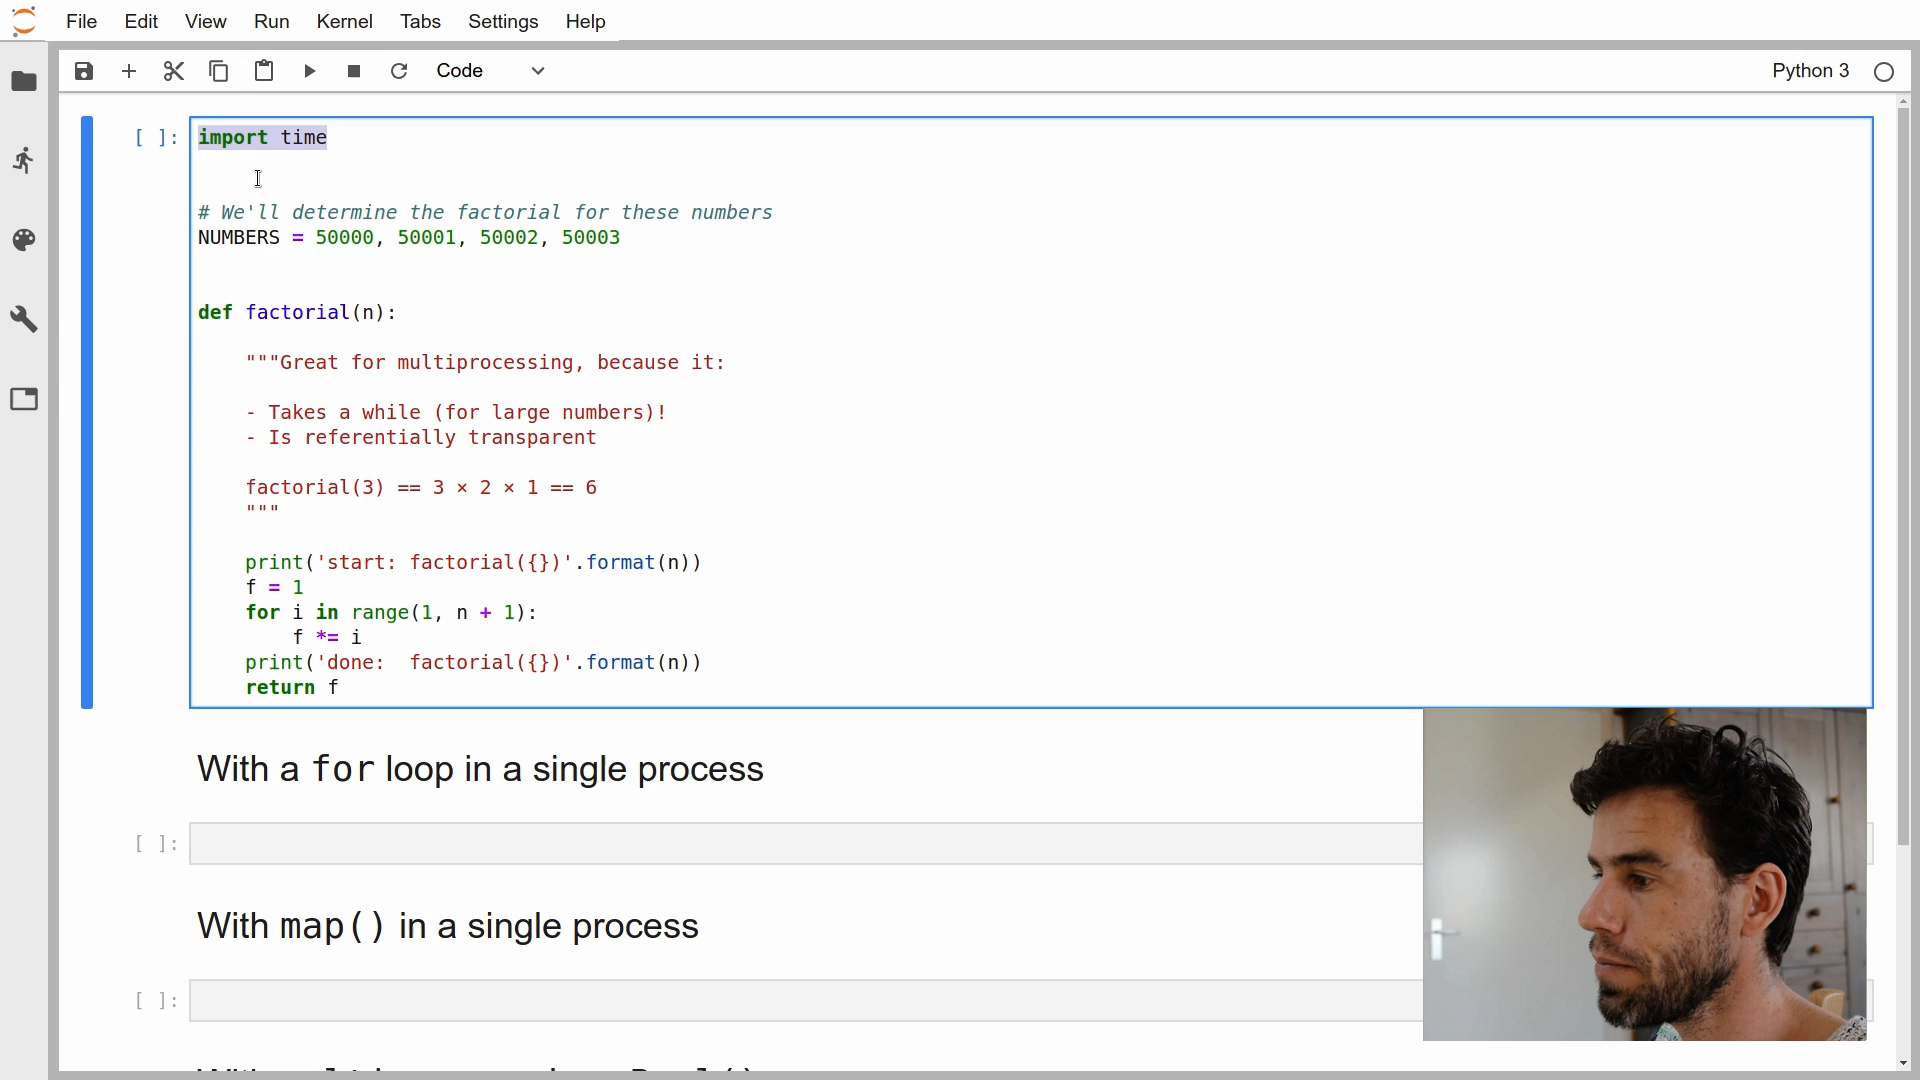 File Edit View Run Kernel Tabs Settings Help
Code
Python 3
[ ]:
import time
# We'll determine the factorial for these numbers
NUMBERS = 50000, 50001, 50002, 50003
def factorial(n):
"""Great for multiprocessing, because it:
- Takes a while (for large numbers)!
- Is referentially transparent
factorial(3) == 3 × 2 × 1 == 6
"""
print('start: factorial({})'.format(n))
f = 1
for i in range(1, n + 1):
f *= i
print('done:  factorial({})'.format(n))
return f
With a for loop in a single process
[ ]:
With map() in a single process
[ ]: